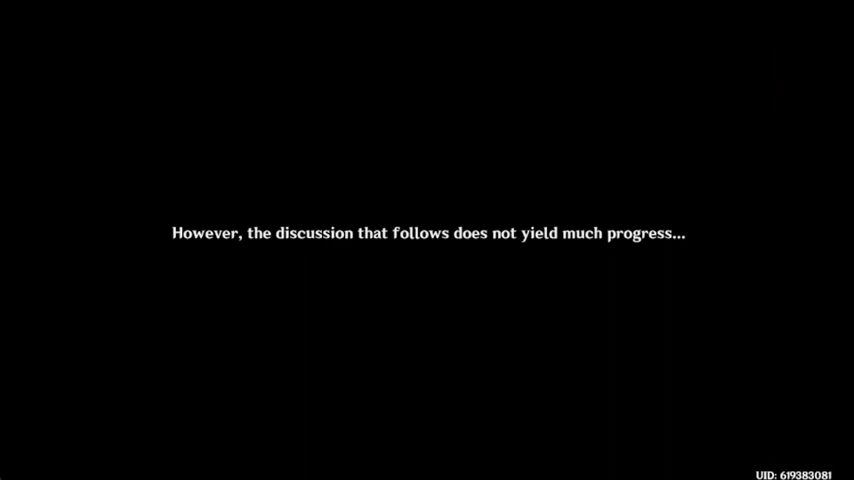 However, the discussion that follows does not yield much progress...
UID: 619383081